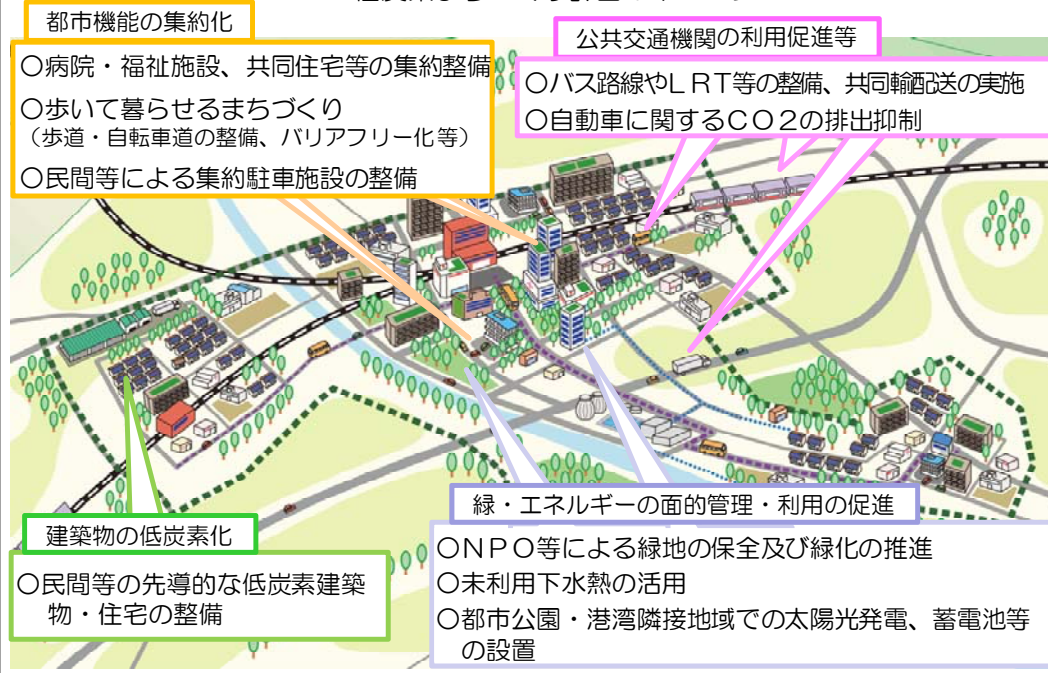 都市機能の集約化
〇病院・福祉施設、共同住宅等の集約整備
〇歩いて暮らせるまちづくり
(歩道・自転車道の整備、バリアフリー化等)
〇民間等による集約駐車施設の整備
公共交通機関の利用促進等
〇バス路線やLRT等の整備、共同輸配送の実施
〇自動車に関するCO2の排出抑制
建築物の低炭素化
〇民間等の先導的な低炭素建築
物・住宅の整備
緑・エネルギーの面的管理・利用の促進
〇NPO等による緑地の保全及び緑化の推進
〇未利用下水熱の活用
〇都市公園・港湾隣接地域での太陽光発電、蓄電池等
の設置